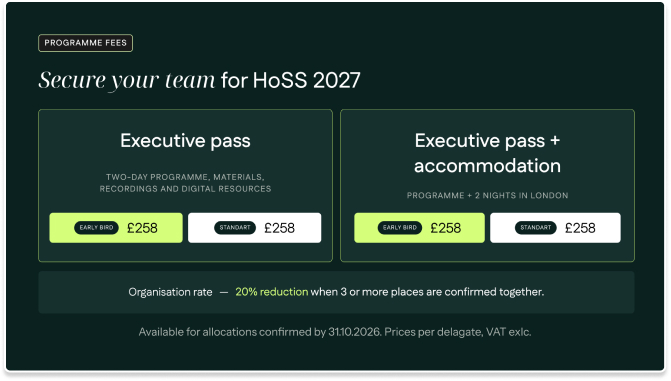 PROGRAMME FEES
Secure your team for HoSS 2027
Executive pass
TWO-DAY PROGRAMME, MATERIALS,
RECORDINGS AND DIGITAL RESOURCES
EARLY BIRD £258
STANDART £258
Executive pass +
accommodation
PROGRAMME + 2 NIGHTS IN LONDON
EARLY BIRD £258
STANDART £258
Organisation rate — 20% reduction when 3 or more places are confirmed together.
Available for allocations confirmed by 31.10.2026. Prices per delagate, VAT exlc.